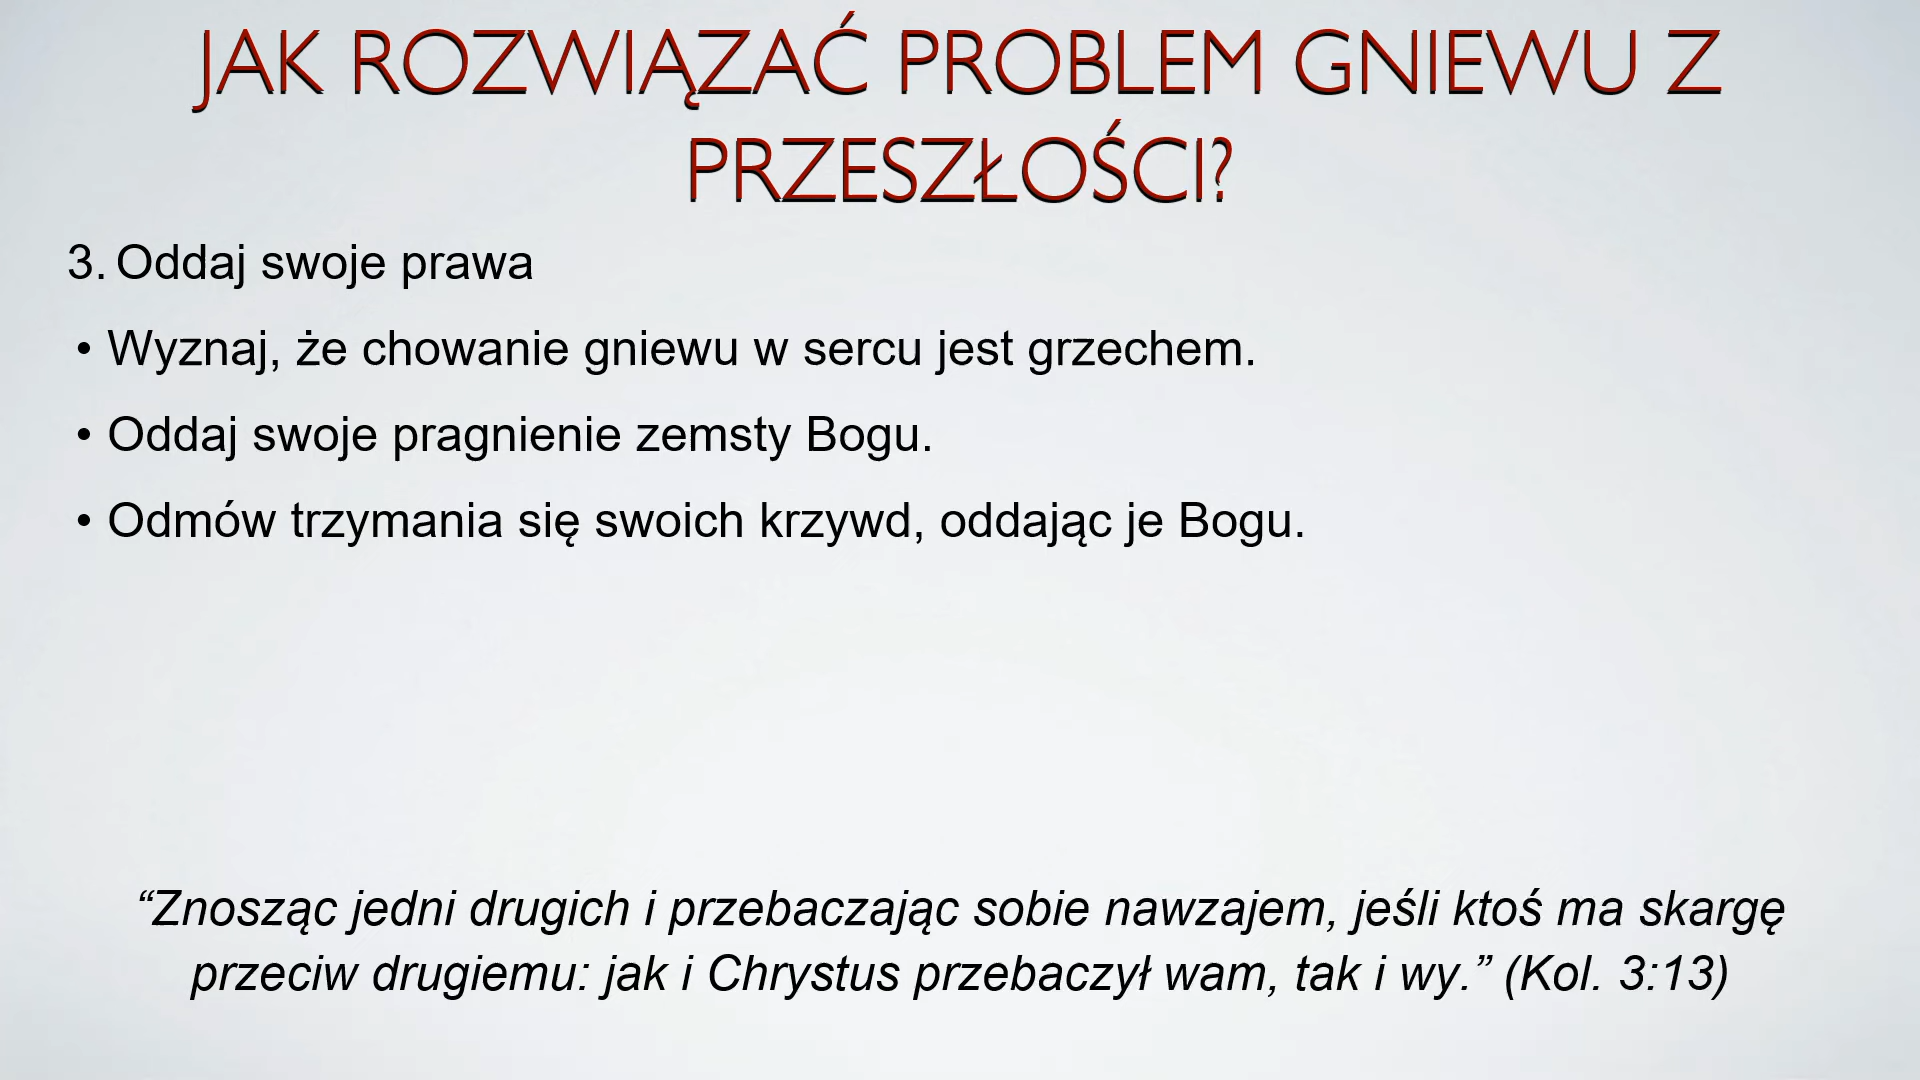 JAK ROZWIĄZAĆ PROBLEM GNIEWU Z
PRZESZŁOŚCI?
3. Oddaj swoje prawa
• Wyznaj, że chowanie gniewu w sercu jest grzechem.
• Oddaj swoje pragnienie zemsty Bogu.
• Odmów trzymania się swoich krzywd, oddając je Bogu.
“Znosząc jedni drugich i przebaczając sobie nawzajem, jeśli ktoś ma skargę
przeciw drugiemu: jak i Chrystus przebaczył wam, tak i wy.” (Kol. 3:13)